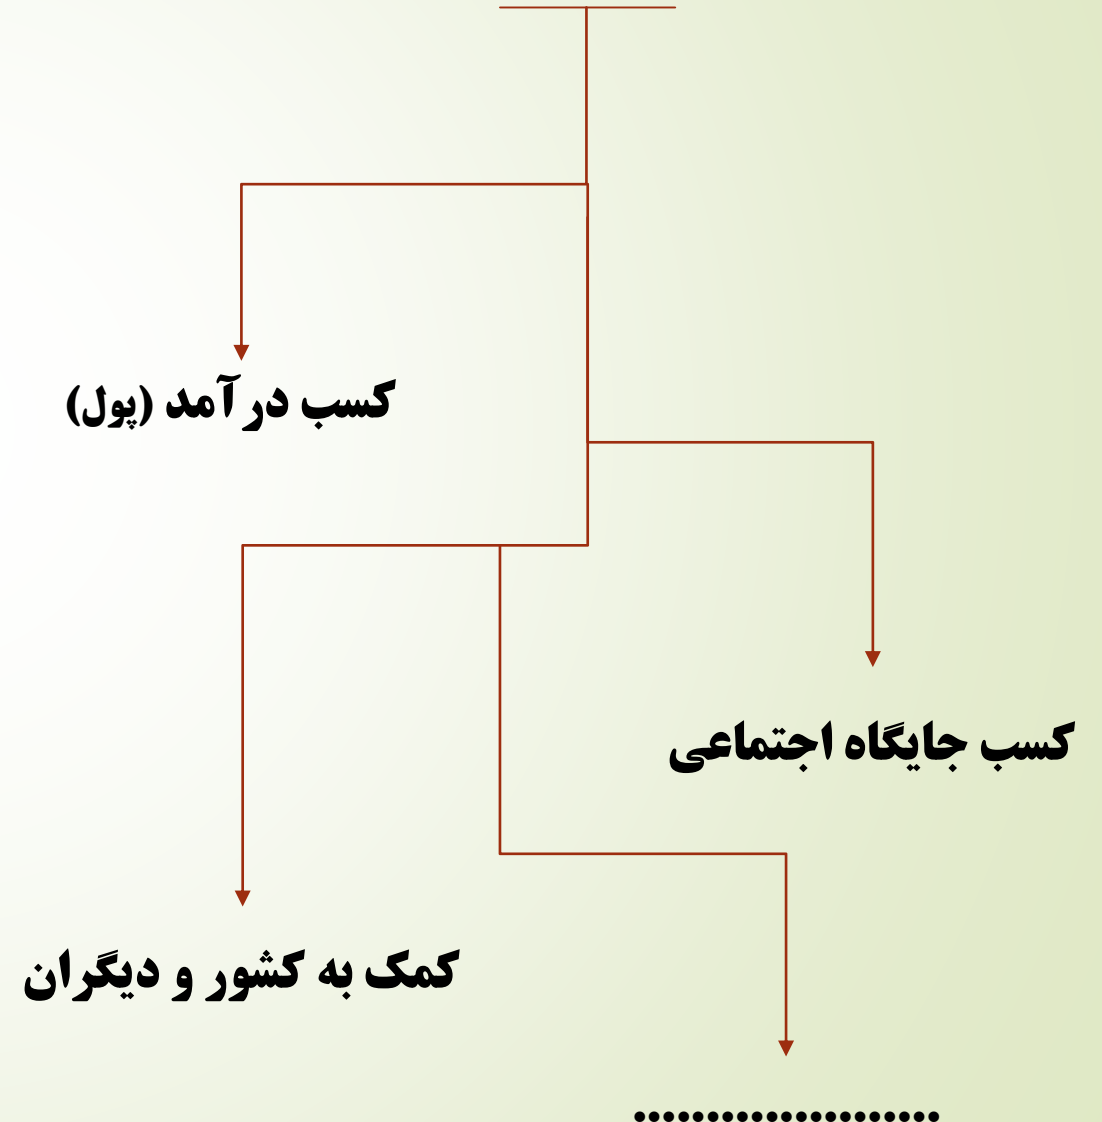 کسب درآمد (پول)
کسب جایگاه اجتماعی
کمک به کشور و دیگران
.....................